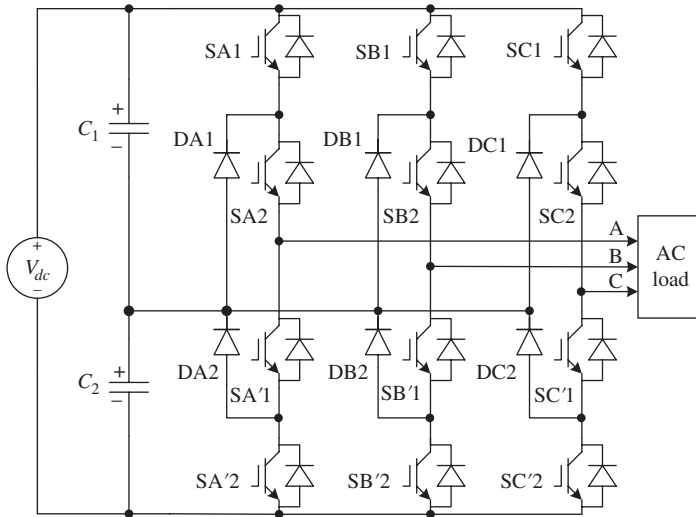 SA1
SB1
SC1
+
C1
−
DA1
DB1
DC1
SA2
SB2
SC2
A
B
C
AC
load
+
Vdc
−
+
C2
−
DA2
SA′1
DB2
SB′1
DC2
SC′1
SA′2
SB′2
SC′2